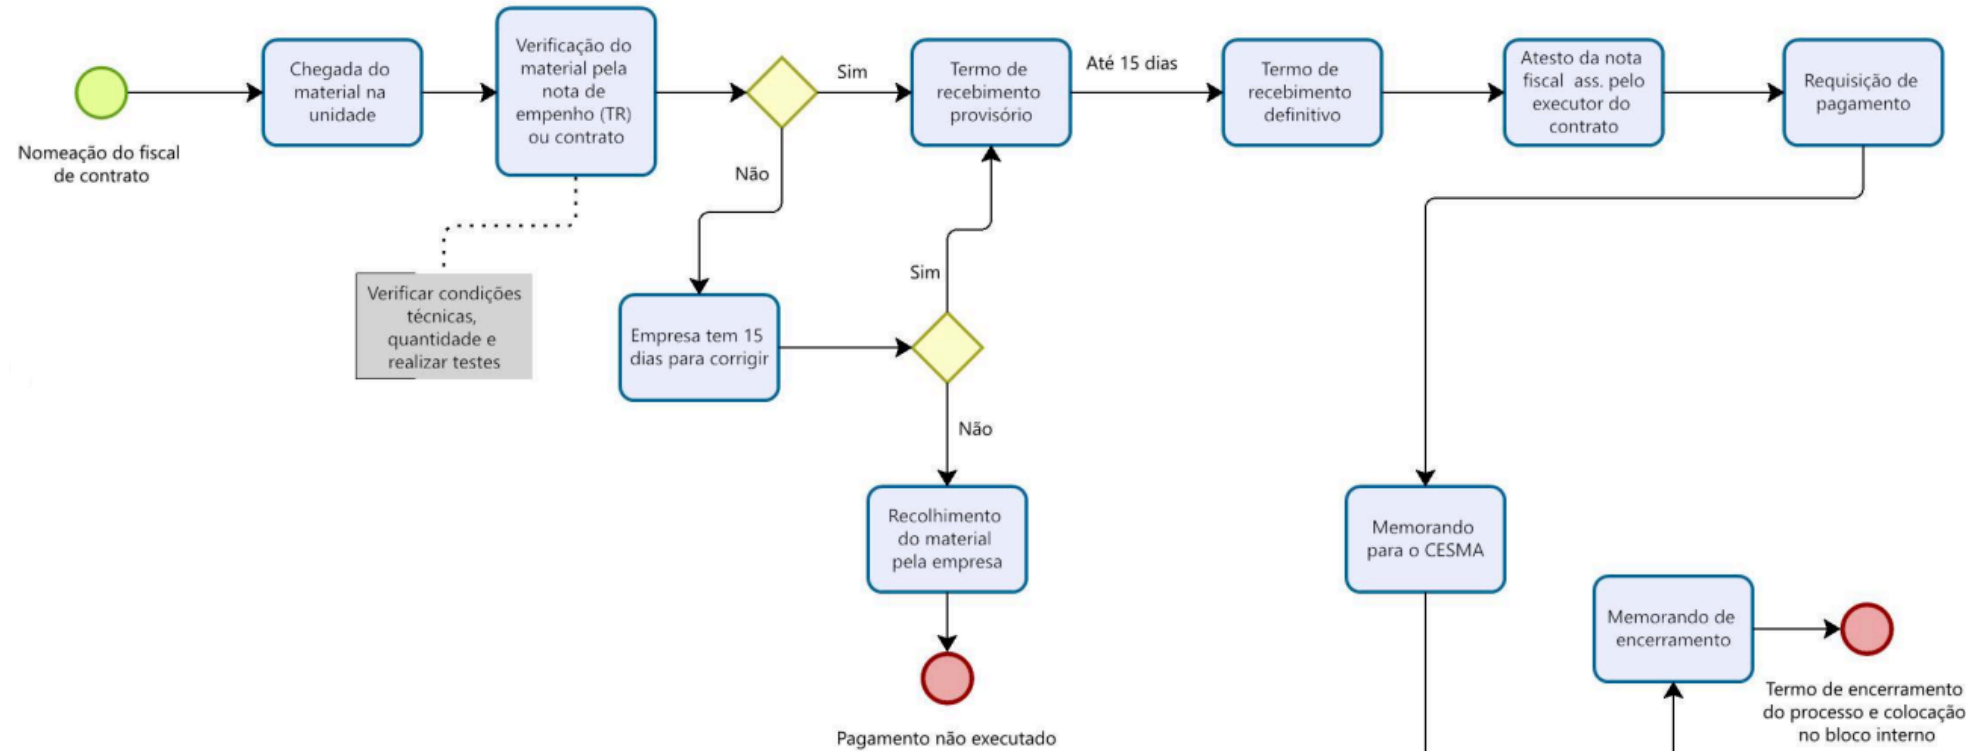 Nomeação do fiscal
de contrato
Chegada do
material na
unidade
Verificação do
material pela
nota de
empenho (TR)
ou contrato
Verificar condições
técnicas,
quantidade e
realizar testes
Sim
Não
Empresa tem 15
dias para corrigir
Sim
Não
Recolhimento
do material
pela empresa
Pagamento não executado
Termo de
recebimento
provisório
Até 15 dias
Termo de
recebimento
definitivo
Atesto da nota
fiscal ass. pelo
executor do
contrato
Requisição de
pagamento
Memorando
para o CESMA
Memorando de
encerramento
Termo de encerramento
do processo e colocação
no bloco interno